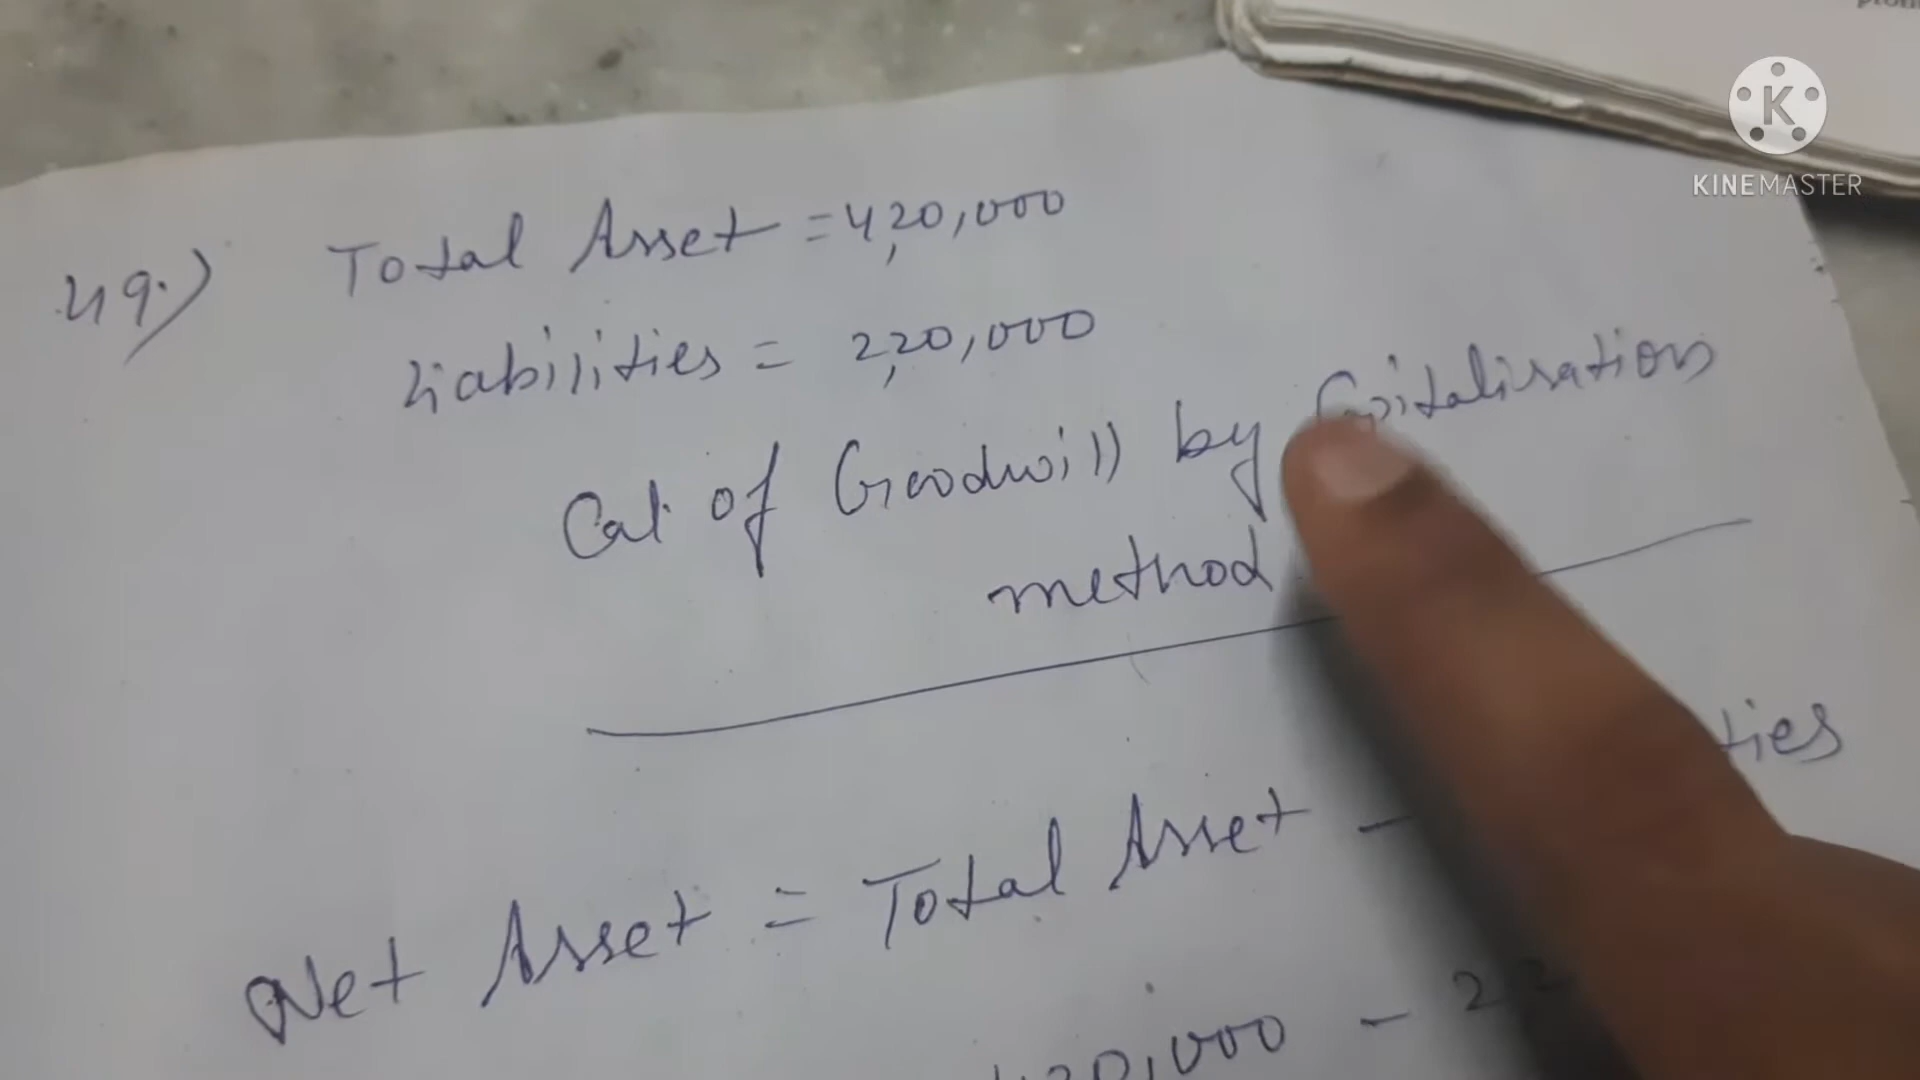 49.) Total Asset = 4,20,000
Liabilities = 2,20,000
Cal. of Goodwill by Capitalisation
method
Net Asset = Total Asset -
KINEMASTER